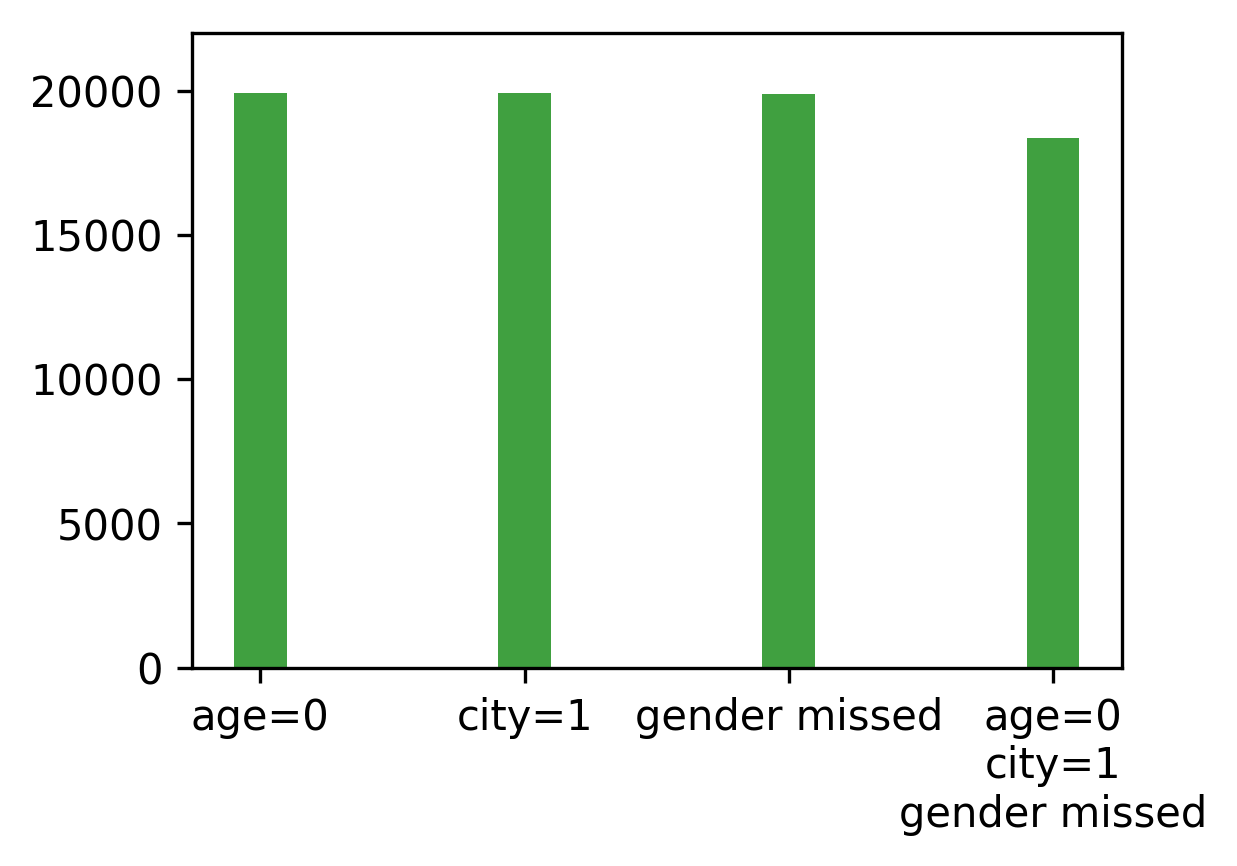 20000
15000
10000
5000
0
age=0 city=1 gender missed age=0
city=1
gender missed